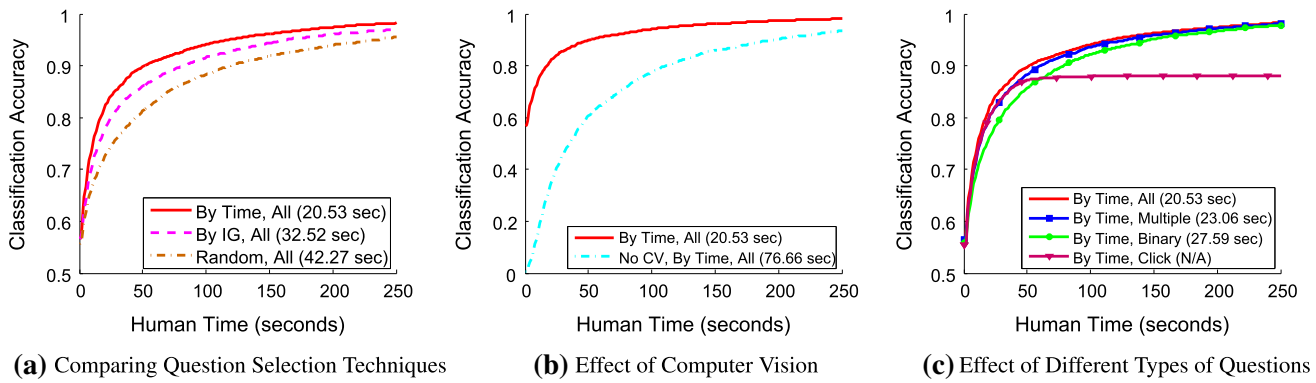 1
0.9
0.8
0.7
0.6
0.5
Classification Accuracy
By Time, All (20.53 sec)
By IG, All (32.52 sec)
Random, All (42.27 sec)
0 50 100 150 200 250
Human Time (seconds)
(a) Comparing Question Selection Techniques
1
0.8
0.6
0.4
0.2
0
Classification Accuracy
By Time, All (20.53 sec)
No CV, By Time, All (76.66 sec)
0 50 100 150 200 250
Human Time (seconds)
(b) Effect of Computer Vision
1
0.9
0.8
0.7
0.6
0.5
Classification Accuracy
By Time, All (20.53 sec)
By Time, Multiple (23.06 sec)
By Time, Binary (27.59 sec)
By Time, Click (N/A)
0 50 100 150 200 250
Human Time (seconds)
(c) Effect of Different Types of Questions